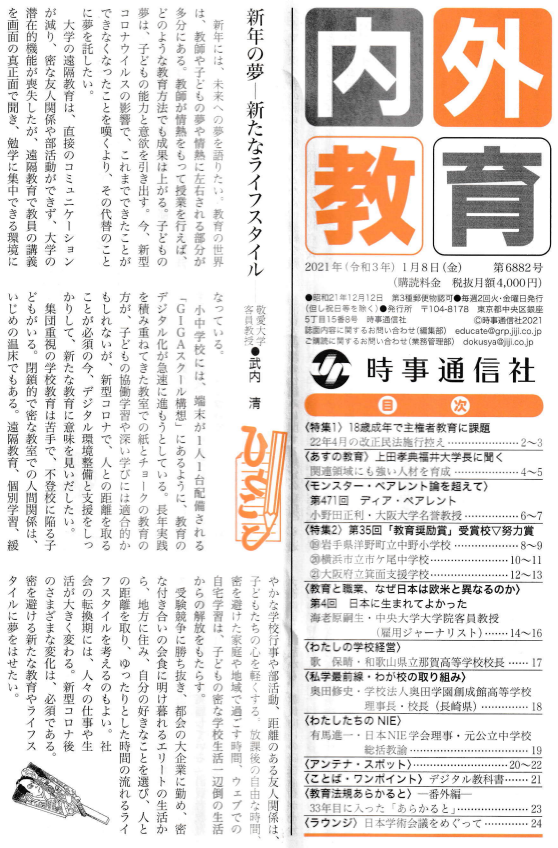 内外
教育
2021年(令和3年) 1月8日(金) 第6882号
(購読料金 税抜月額4,000円)
●昭和21年12月12日 第3種郵便物認可●毎週2回火・金曜日発行
(但し祝日等を除く)●発行所 〒104-8178 東京都中央区銀座
5丁目15番8号 時事通信社 ©時事通信社2021
誌面内容に関するお問い合わせ(編集部) educate@grp.jiji.co.jp
ご購読に関するお問い合わせ(業務管理部) dokusya@jiji.co.jp
時事通信社
目 次
〈特集1〉18歳成年で主権者教育に課題
22年4月の改正民法施行控え……2〜3
〈あすの教育〉上田孝典福井大学長に聞く
関連領域にも強い人材を育成……4〜5
〈モンスター・ペアレント論を超えて〉
第471回 ディア・ペアレント
小野田正利・大阪大学名誉教授……6〜7
〈特集2〉第35回「教育奨励賞」受賞校▽努力賞
⑲岩手県洋野町立中野小学校……8〜9
⑳横浜市立市ケ尾中学校……10〜11
㉑大阪府立箕面支援学校……12〜13
〈教育と職業、なぜ日本は欧米と異なるのか〉
第4回 日本に生まれてよかった
海老原嗣生・中央大学大学院客員教授
(雇用ジャーナリスト)……14〜16
〈わたしの学校経営〉
歌 保晴・和歌山県立那賀高等学校校長……17
〈私学最前線・わが校の取り組み〉
奥田修史・学校法人奥田学園創成館高等学校
理事長・校長(長崎県)……18
〈わたしたちのNIE〉
有馬進一・日本NIE学会理事・元公立中学校
総括教諭……19
〈アンテナ・スポット〉……20〜22
〈ことば・ワンポイント〉デジタル教科書……21
〈教育法規あらかると〉―番外編―
33年目に入った「あらかると」……23
〈ラウンジ〉日本学術会議をめぐって……24
新年の夢―新たなライフスタイル
敬愛大学
客員教授●武内 清
ひとこと
新年には、未来への夢を語りたい。教育の世界
は、教師や子どもの夢や情熱に左右される部分が
多分にある。教師が情熱をもって授業を行えば、
どのような教育方法でも成果は上がる。子どもの
夢は、子どもの能力と意欲を引き出す。今、新型
コロナウイルスの影響で、これまでできたことが
できなくなったことを嘆くより、その代替のこと
に夢を託したい。
大学の遠隔教育は、直接のコミュニケーション
が減り、密な友人関係や部活動ができず、大学の
潜在的機能が喪失したが、遠隔教育で教員の講義
を画面の真正面で聞き、勉学に集中できる環境に
なっている。
小中学校には、端末が1人1台配備される
「GIGAスクール構想」にあるように、教育の
デジタル化が急速に進もうとしている。長年実践
を積み重ねてきた教室での紙とチョークの教育の
方が、子どもの協働学習や深い学びには適合的か
もしれないが、新型コロナで、人との距離を取る
ことが必須の今、デジタル環境整備と支援をしっ
かりして、新たな教育に意味を見いだしたい。
集団重視の学校教育は苦手で、不登校に陥る子
どもがいる。閉鎖的で密な教室での人間関係は、
いじめの温床でもある。遠隔教育、個別学習、緩
やかな学校行事や部活動、距離のある友人関係は、
子どもたちの心を軽くする。放課後の自由な時間、
密を避けた家庭や地域で過ごす時間、ウェブでの
自宅学習は、子どもの密な学校生活一辺倒の生活
からの解放をもたらす。
受験競争に勝ち抜き、都会の大企業に勤め、密
な付き合いの会食に明け暮れるエリートの生活か
ら、地方に住み、自分の好きなことを選び、人と
の距離を取り、ゆったりとした時間の流れるライ
フスタイルを考えるのもよい。社
会の転換期には、人々の仕事や生
活が大きく変わる。新型コロナ後
のさまざまな変化は、必須である。
密を避ける新たな教育やライフス
タイルに夢をはせたい。